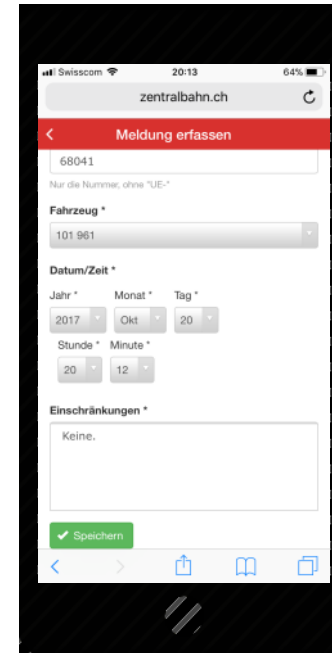 Swisscom 20:13 64%
zentralbahn.ch
Meldung erfassen
68041
Nur die Nummer, ohne "UE-"
Fahrzeug *
101 961
Datum/Zeit *
Jahr * Monat * Tag *
2017 Okt 20
Stunde * Minute *
20 12
Einschränkungen *
Keine.
Speichern